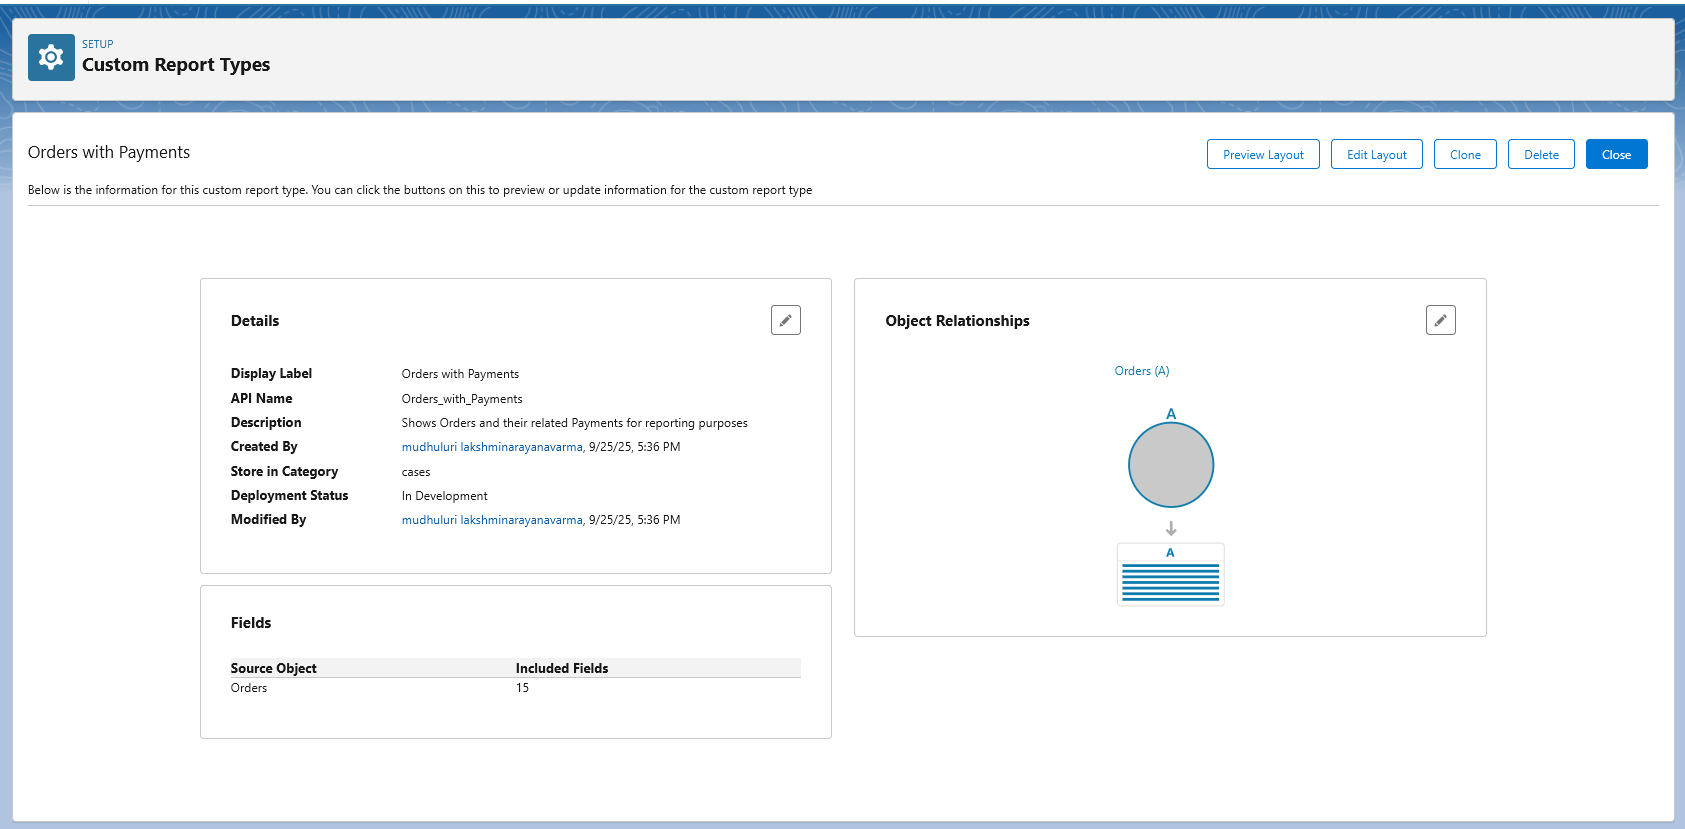 SETUP
Custom Report Types
Orders with Payments
Preview Layout
Edit Layout
Clone
Delete
Close
Below is the information for this custom report type. You can click the buttons on this to preview or update information for the custom report type
Details
Display Label Orders with Payments
API Name Orders_with_Payments
Description Shows Orders and their related Payments for reporting purposes
Created By mudhuluri lakshminarayanavarma, 9/25/25, 5:36 PM
Store in Category cases
Deployment Status In Development
Modified By mudhuluri lakshminarayanavarma, 9/25/25, 5:36 PM
Object Relationships
Orders (A)
A
A
Fields
Source Object Included Fields
Orders 15